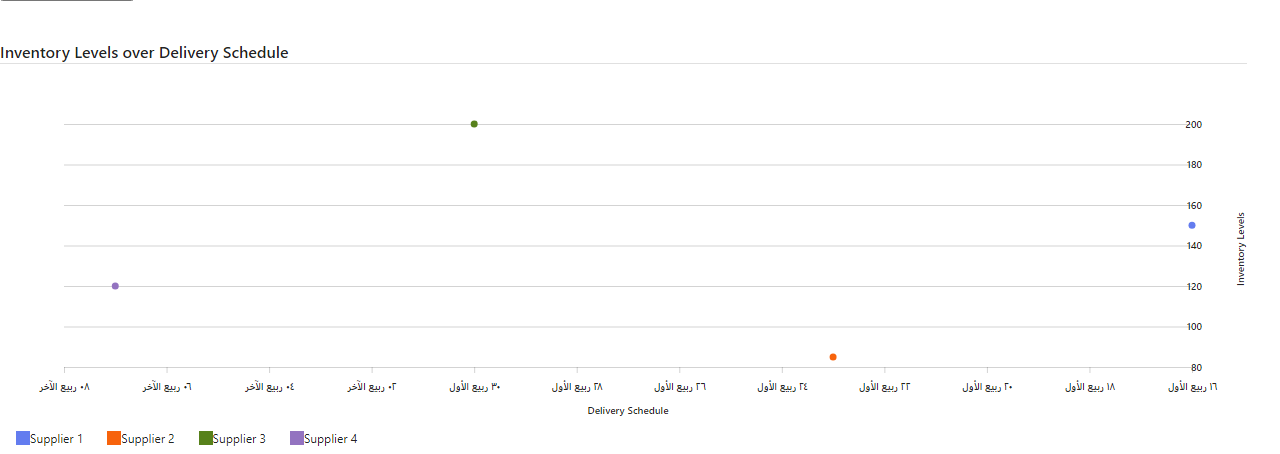 Inventory Levels over Delivery Schedule
200
180
160
140
120
100
80
Inventory Levels
١٦ ربيع الأول
١٨ ربيع الأول
٢٠ ربيع الأول
٢٢ ربيع الأول
٢٤ ربيع الأول
٢٦ ربيع الأول
٢٨ ربيع الأول
٣٠ ربيع الأول
٠٢ ربيع الآخر
٠٤ ربيع الآخر
٠٦ ربيع الآخر
٠٨ ربيع الآخر
Delivery Schedule
Supplier 1
Supplier 2
Supplier 3
Supplier 4